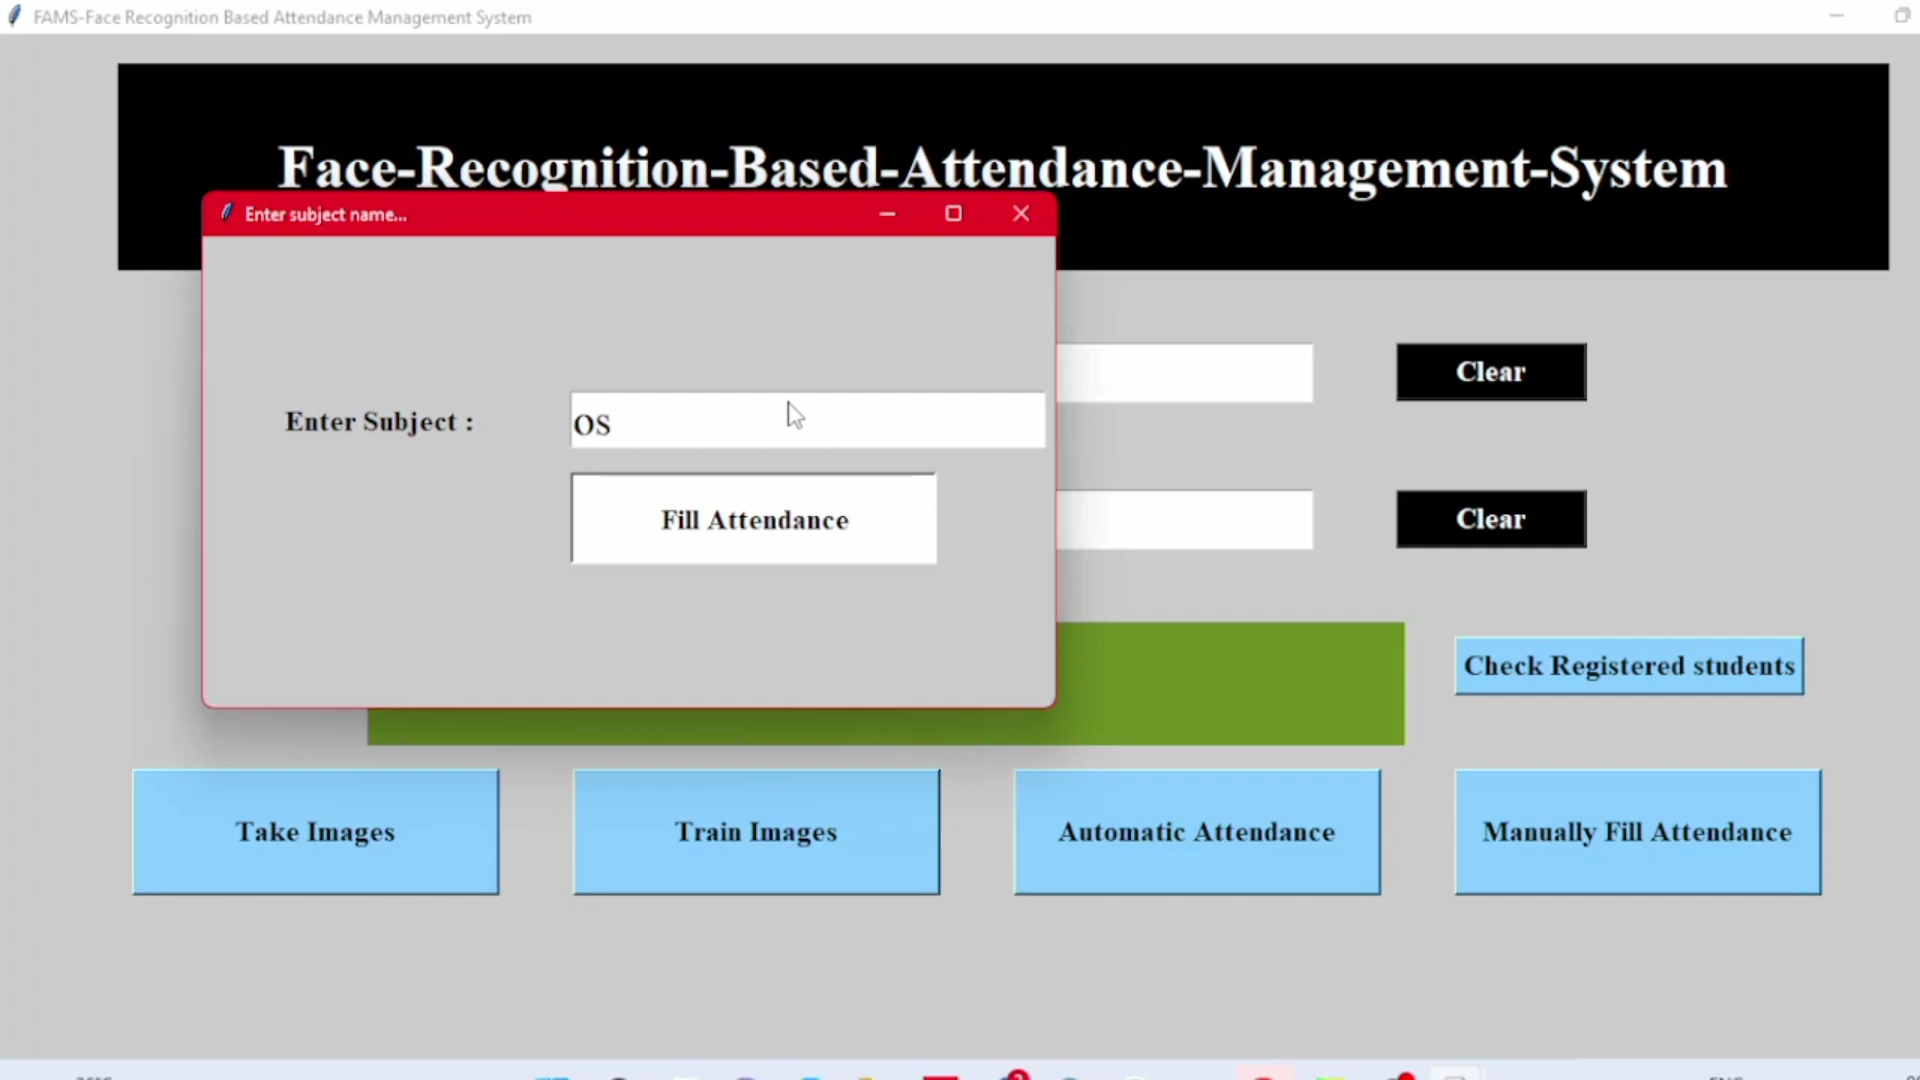 FAMS-Face Recognition Based Attendance Management System
Face-Recognition-Based-Attendance-Management-System
Enter subject name...
Clear
Enter Subject :
OS
Fill Attendance
Clear
Check Registered students
Take Images
Train Images
Automatic Attendance
Manually Fill Attendance